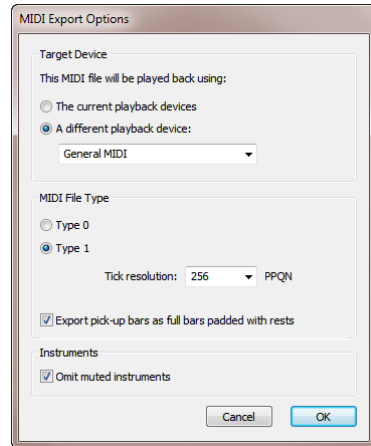 MIDI Export Options
Target Device
This MIDI file will be played back using:
The current playback devices
A different playback device:
General MIDI
MIDI File Type
Type 0
Type 1
Tick resolution: 256 PPQN
Export pick-up bars as full bars padded with rests
Instruments
Omit muted instruments
Cancel OK